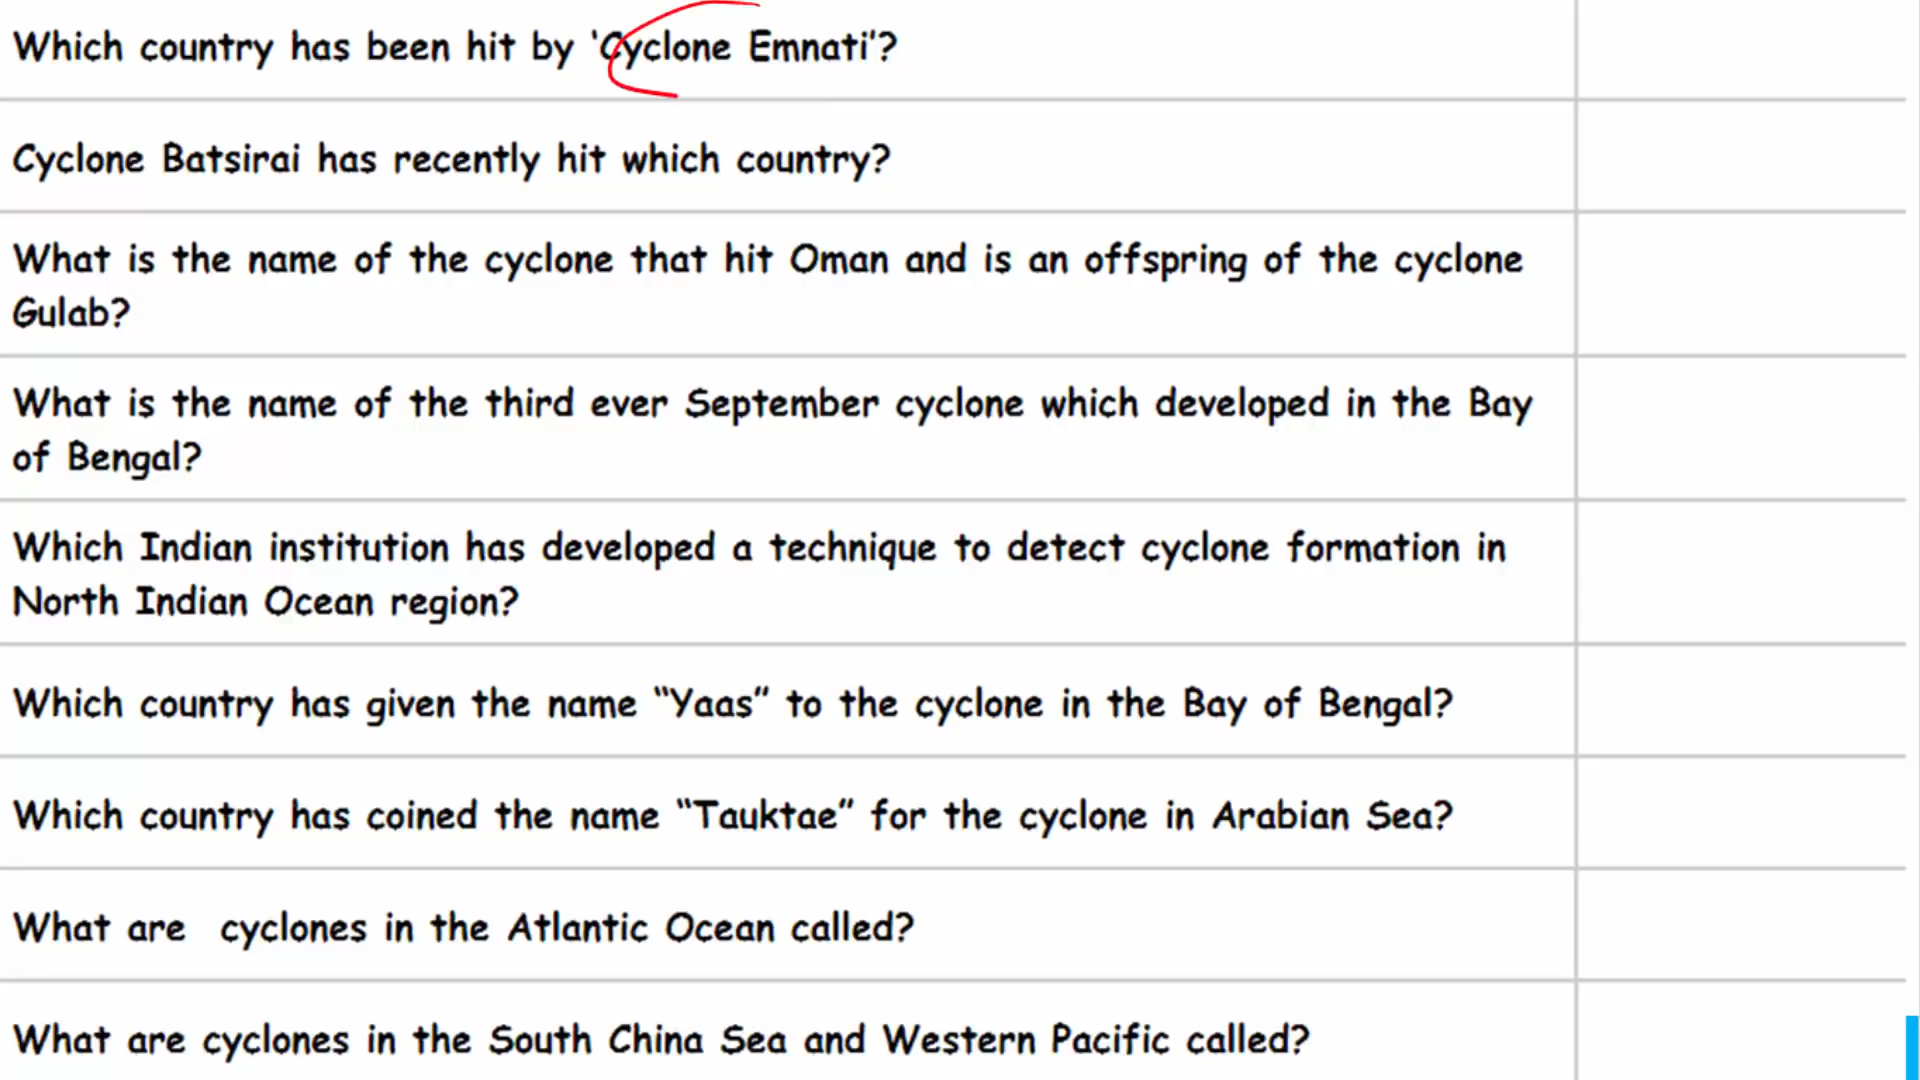 Which country has been hit by ‘Cyclone Emnati’?
Cyclone Batsirai has recently hit which country?
What is the name of the cyclone that hit Oman and is an offspring of the cyclone
Gulab?
What is the name of the third ever September cyclone which developed in the Bay
of Bengal?
Which Indian institution has developed a technique to detect cyclone formation in
North Indian Ocean region?
Which country has given the name “Yaas” to the cyclone in the Bay of Bengal?
Which country has coined the name “Tauktae” for the cyclone in Arabian Sea?
What are cyclones in the Atlantic Ocean called?
What are cyclones in the South China Sea and Western Pacific called?